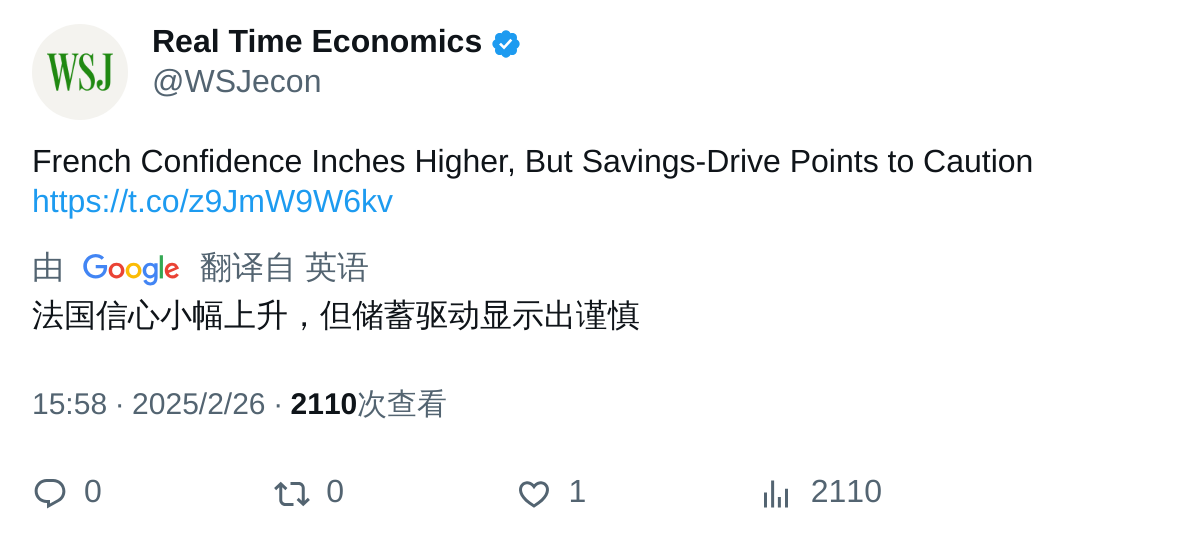 WSJ
Real Time Economics
@WSJecon
French Confidence Inches Higher, But Savings-Drive Points to Caution
https://t.co/z9JmW9W6kv
由 Google 翻译自 英语
法国信心小幅上升，但储蓄驱动显示出谨慎
15:58 · 2025/2/26 · 2110次查看
0 0 1 2110